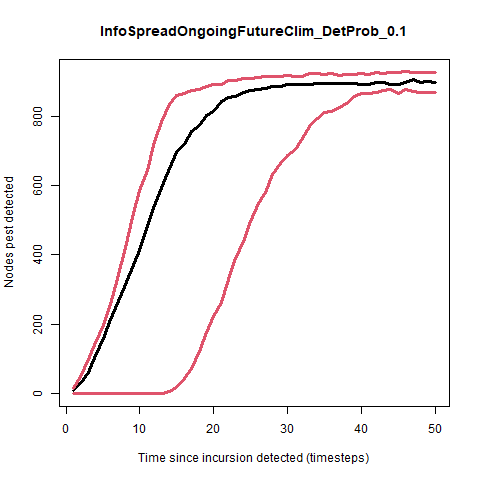 InfoSpreadOngoingFutureClim_DetProb_0.1
Nodes pest detected
800
600
400
200
0
0 10 20 30 40 50
Time since incursion detected (timesteps)